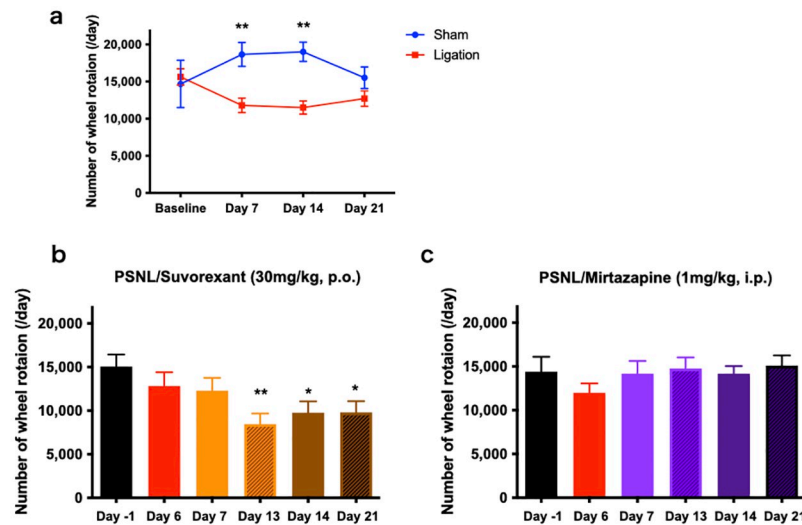 a
** **
Sham
Ligation
Number of wheel rotaion (/day)
20,000
15,000
10,000
5,000
0
Baseline Day 7 Day 14 Day 21
b
PSNL/Suvorexant (30mg/kg, p.o.)
Number of wheel rotaion (/day)
20,000
15,000
10,000
5,000
0
** * *
Day -1 Day 6 Day 7 Day 13 Day 14 Day 21
c
PSNL/Mirtazapine (1mg/kg, i.p.)
Number of wheel rotaion (/day)
20,000
15,000
10,000
5,000
0
Day -1 Day 6 Day 7 Day 13 Day 14 Day 21